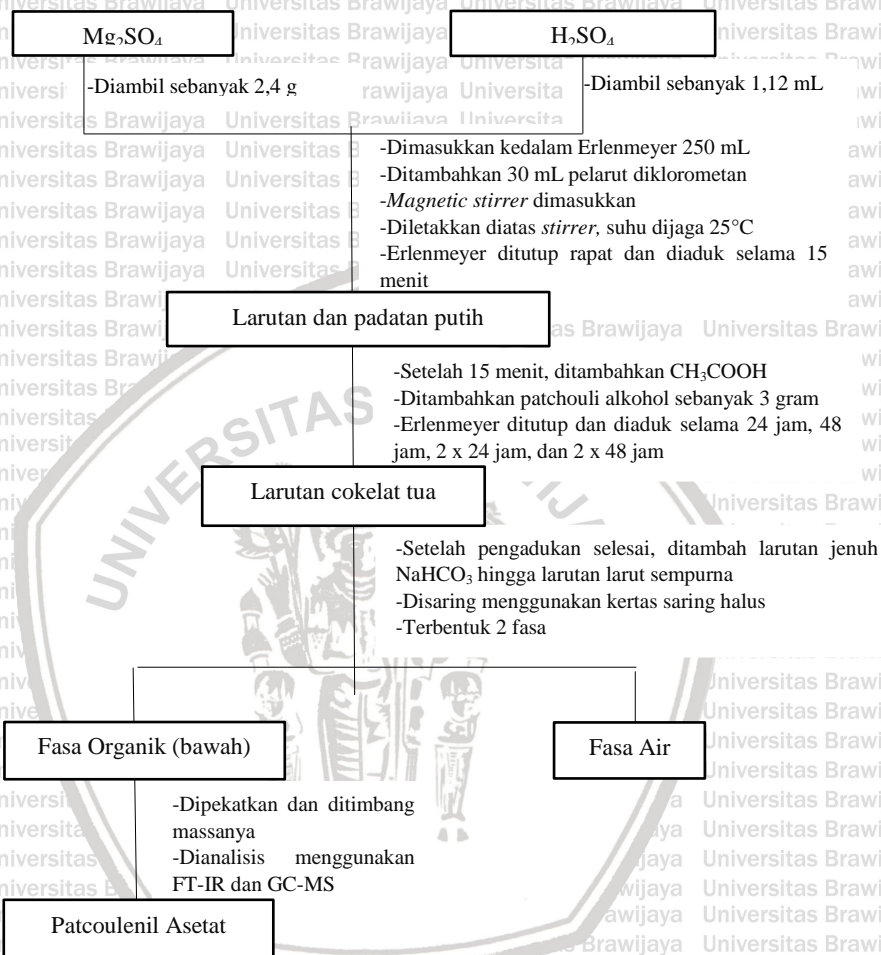 Mg₂SO₄
H₂SO₄
-Diambil sebanyak 2,4 g
-Diambil sebanyak 1,12 mL
-Dimasukkan kedalam Erlenmeyer 250 mL
-Ditambahkan 30 mL pelarut diklorometan
-Magnetic stirrer dimasukkan
-Diletakkan diatas stirrer, suhu dijaga 25°C
-Erlenmeyer ditutup rapat dan diaduk selama 15
menit
Larutan dan padatan putih
-Setelah 15 menit, ditambahkan CH₃COOH
-Ditambahkan patchouli alkohol sebanyak 3 gram
-Erlenmeyer ditutup dan diaduk selama 24 jam, 48
jam, 2 x 24 jam, dan 2 x 48 jam
Larutan cokelat tua
-Setelah pengadukan selesai, ditambah larutan jenuh
NaHCO₃ hingga larutan larut sempurna
-Disaring menggunakan kertas saring halus
-Terbentuk 2 fasa
Fasa Organik (bawah)
Fasa Air
-Dipekatkan dan ditimbang
massanya
-Dianalisis menggunakan
FT-IR dan GC-MS
Patcoulenil Asetat